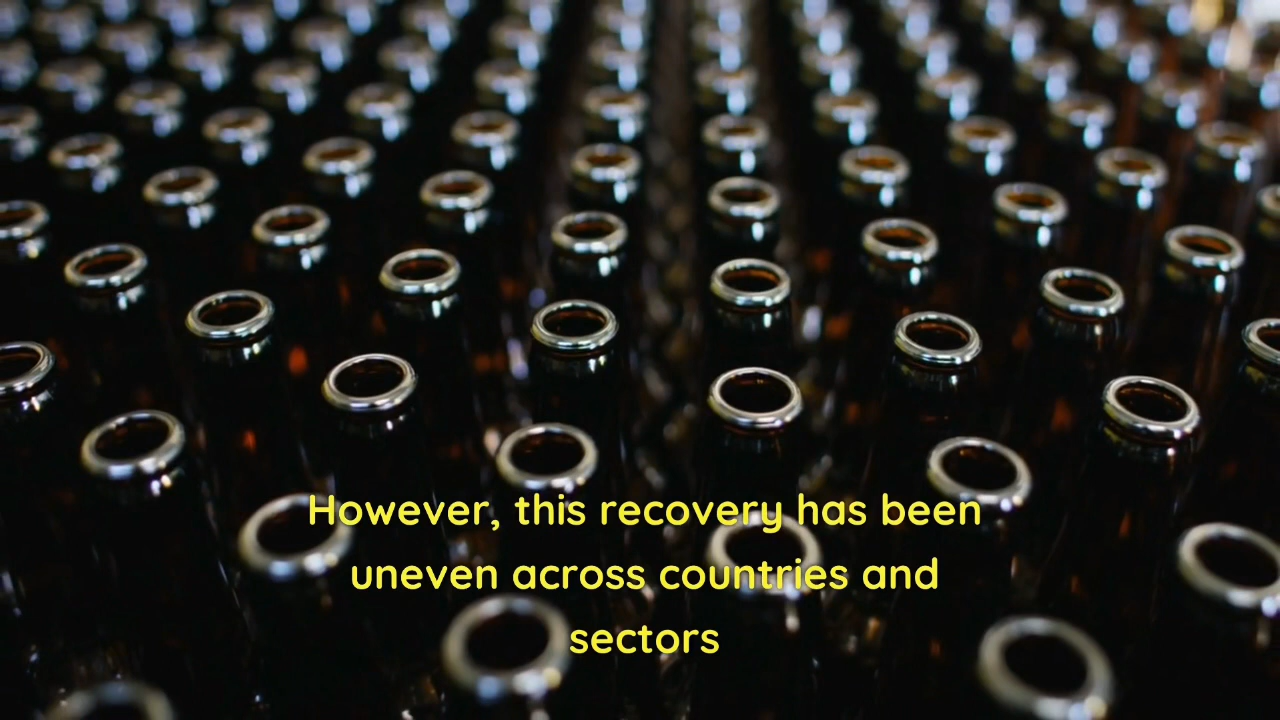 However, this recovery has been
uneven across countries and
sectors